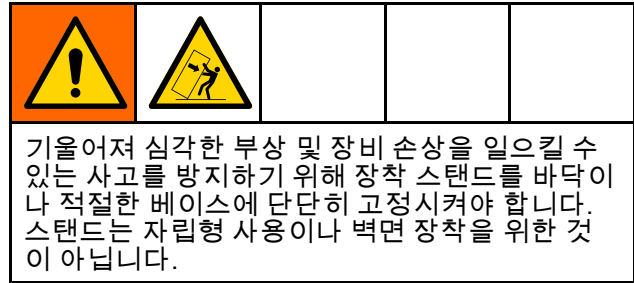 기울어져 심각한 부상 및 장비 손상을 일으킬 수
있는 사고를 방지하기 위해 장착 스탠드를 바닥이
나 적절한 베이스에 단단히 고정시켜야 합니다.
스탠드는 자립형 사용이나 벽면 장착을 위한 것
이 아닙니다.